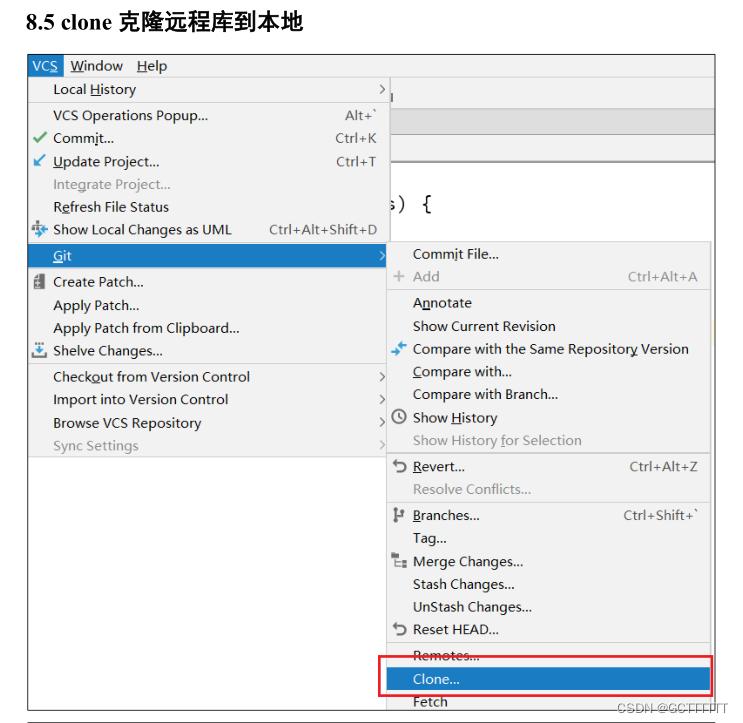 8.5 clone 克隆远程库到本地
VCS Window Help
Local History
VCS Operations Popup... Alt+`
Commit... Ctrl+K
Update Project... Ctrl+T
Integrate Project...
Refresh File Status
s) {
Show Local Changes as UML Ctrl+Alt+Shift+D
Git
Create Patch...
Apply Patch...
Apply Patch from Clipboard...
Shelve Changes...
Checkout from Version Control
Import into Version Control
Browse VCS Repository
Sync Settings
Commit File...
Add Ctrl+Alt+A
Annotate
Show Current Revision
Compare with the Same Repository Version
Compare with...
Compare with Branch...
Show History
Show History for Selection
Revert... Ctrl+Alt+Z
Resolve Conflicts...
Branches... Ctrl+Shift+`
Tag...
Merge Changes...
Stash Changes...
UnStash Changes...
Reset HEAD...
Remotes...
Clone...
Fetch